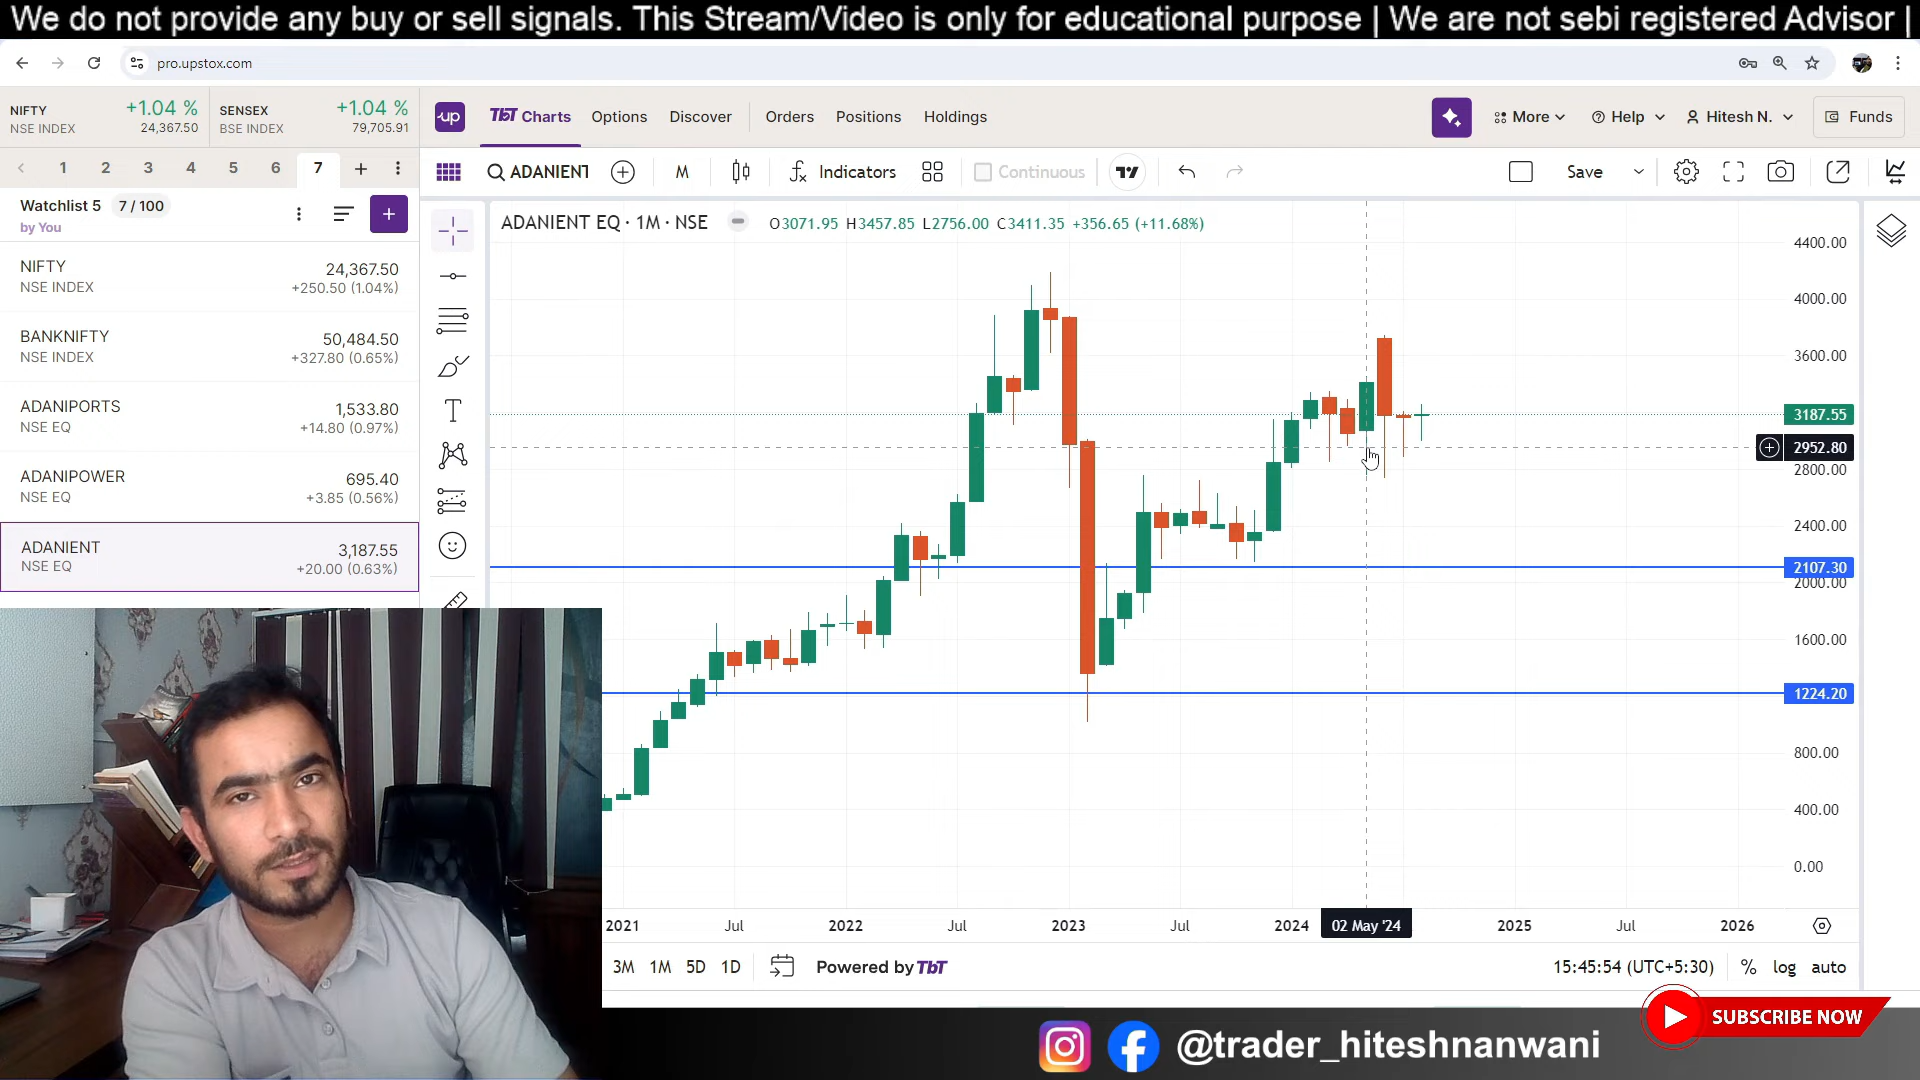 We do not provide any buy or sell signals. This Stream/Video is only for educational purpose | We are not sebi registered Advisor |
pro.upstox.com
NIFTY +1.04 %
NSE INDEX 24,367.50
SENSEX +1.04 %
BSE INDEX 79,705.91
up TBT Charts Options Discover Orders Positions Holdings More Help Hitesh N. Funds
1 2 3 4 5 6 7
ADANIENT M Indicators Continuous Save
Watchlist 5 7 / 100
by You
NIFTY 24,367.50
NSE INDEX +250.50 (1.04%)
BANKNIFTY 50,484.50
NSE INDEX +327.80 (0.65%)
ADANIPORTS 1,533.80
NSE EQ +14.80 (0.97%)
ADANIPOWER 695.40
NSE EQ +3.85 (0.56%)
ADANIENT 3,187.55
NSE EQ +20.00 (0.63%)
ADANIENT EQ · 1M · NSE O3071.95 H3457.85 L2756.00 C3411.35 +356.65 (+11.68%)
4400.00
4000.00
3600.00
3187.55
2952.80
2800.00
2400.00
2107.30
2000.00
1600.00
1224.20
800.00
400.00
0.00
2021 Jul 2022 Jul 2023 Jul 2024 02 May '24 2025 Jul 2026
3M 1M 5D 1D Powered by TBT 15:45:54 (UTC+5:30) % log auto
SUBSCRIBE NOW
@trader_hiteshnanwani